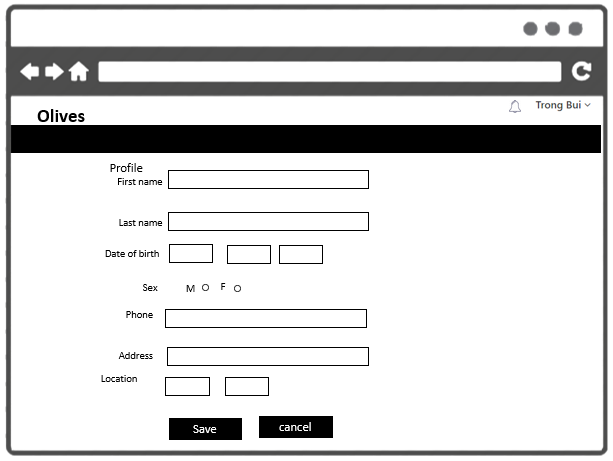 Trong Bui
Olives
Profile
First name
Last name
Date of birth
Sex M F
Phone
Address
Location
Save cancel